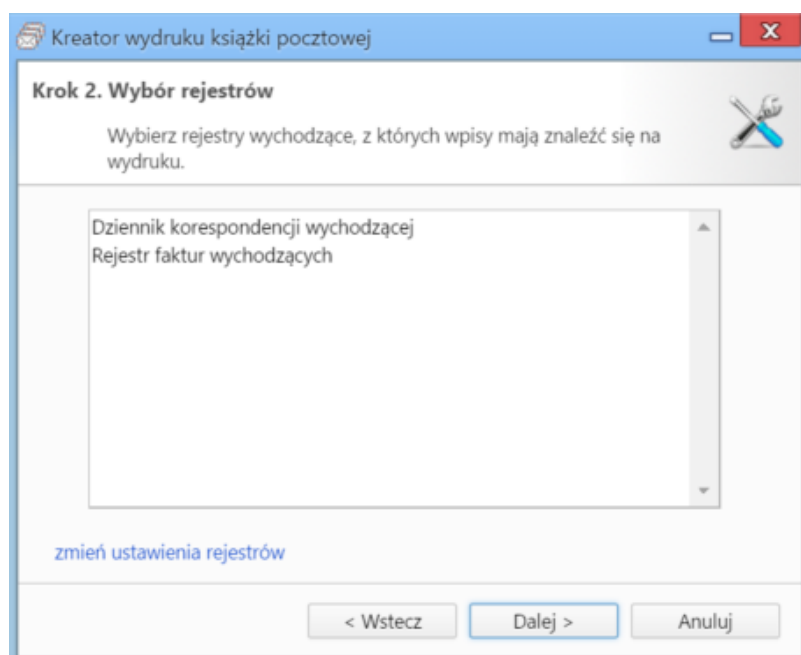 Kreator wydruku książki pocztowej
Krok 2. Wybór rejestrów
Wybierz rejestry wychodzące, z których wpisy mają znaleźć się na
wydruku.
Dziennik korespondencji wychodzącej
Rejestr faktur wychodzących
zmień ustawienia rejestrów
< Wstecz
Dalej >
Anuluj